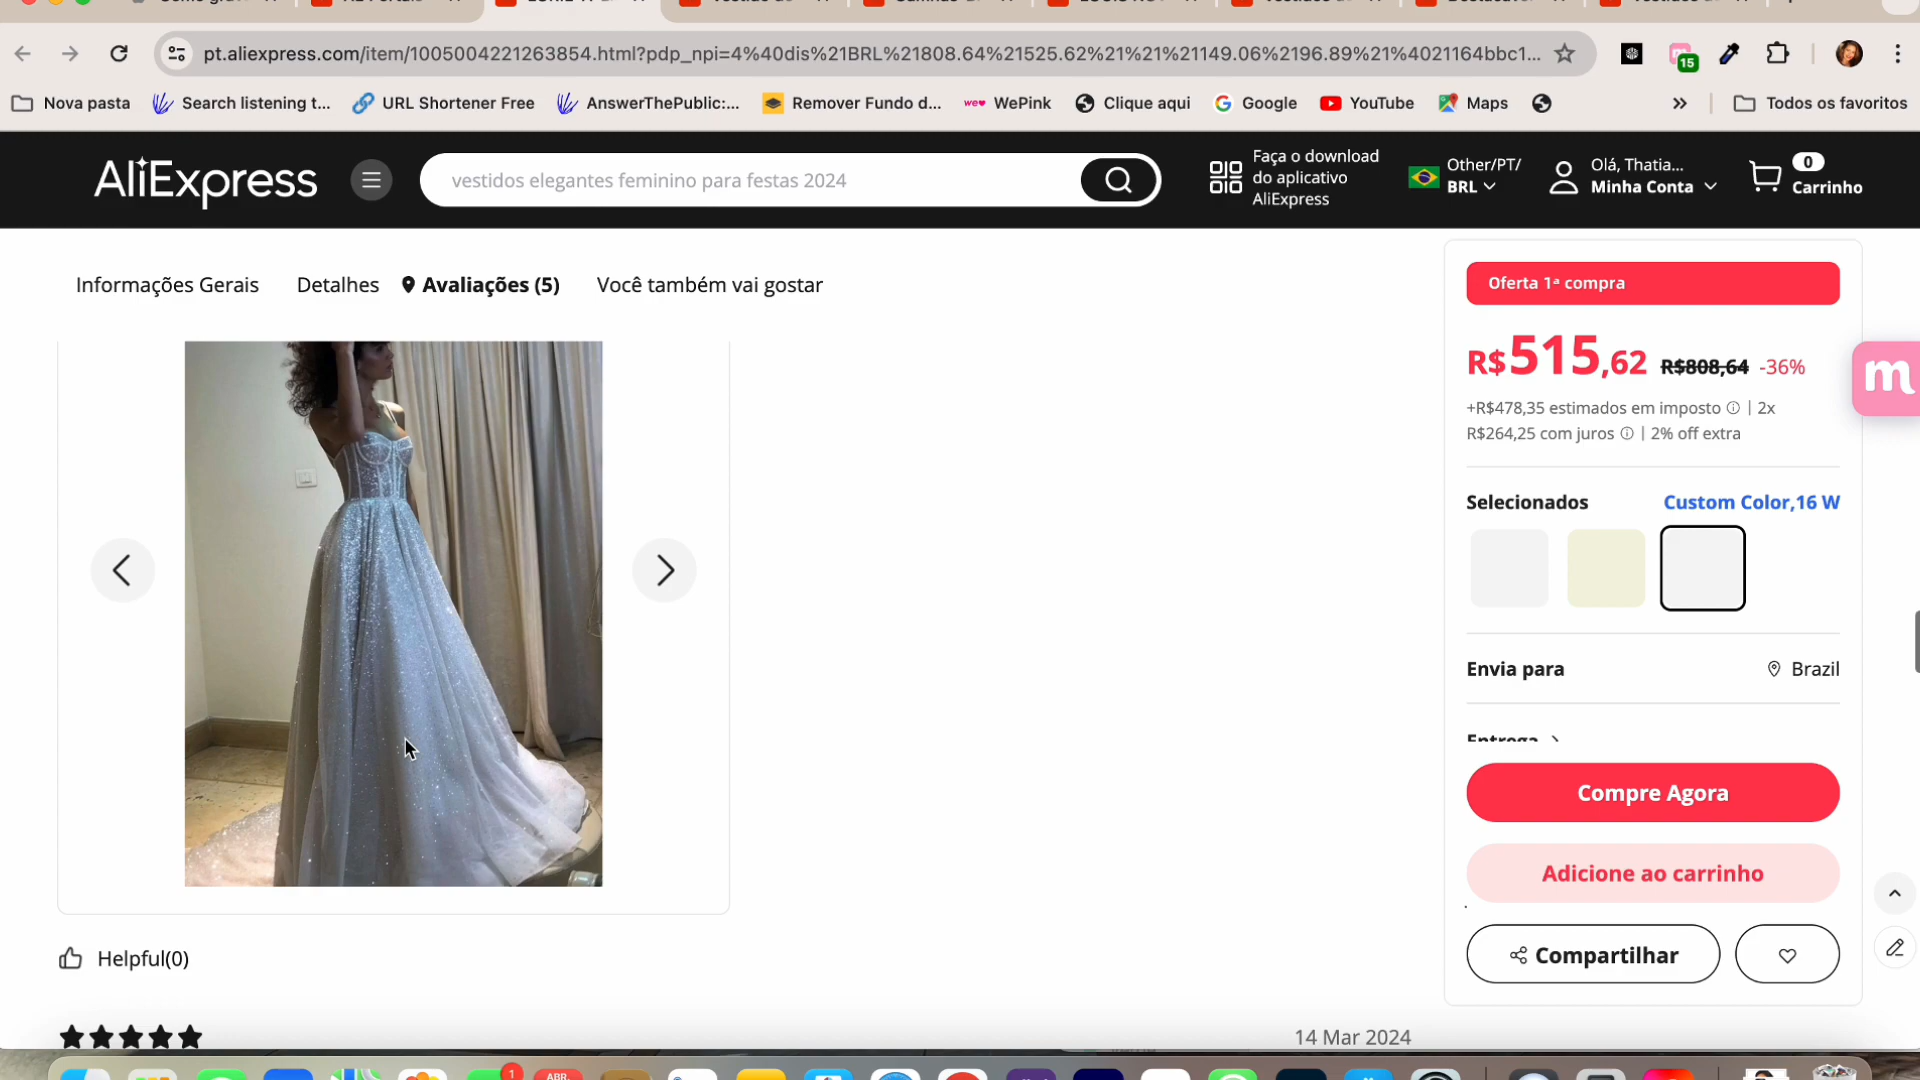 pt.aliexpress.com/item/1005004221263854.html?pdp_npi=4%40dis%21BRL%21808.64%21525.62%21%21%21149.06%2196.89%21%4021164bbc1...
15
Nova pasta
Search listening t...
URL Shortener Free
AnswerThePublic:...
Remover Fundo d...
we♥ WePink
Clique aqui
Google
YouTube
Maps
Todos os favoritos
AliExpress
vestidos elegantes feminino para festas 2024
Faça o download
do aplicativo
AliExpress
Other/PT/
BRL
Olá, Thatia...
Minha Conta
0
Carrinho
Informações Gerais
Detalhes
Avaliações (5)
Você também vai gostar
Oferta 1ª compra
R$515,62 R$808,64 -36%
+R$478,35 estimados em imposto | 2x
R$264,25 com juros | 2% off extra
m
Selecionados
Custom Color,16 W
Envia para
Brazil
Entrega
Compre Agora
Adicione ao carrinho
Compartilhar
Helpful(0)
14 Mar 2024
1
ABR.